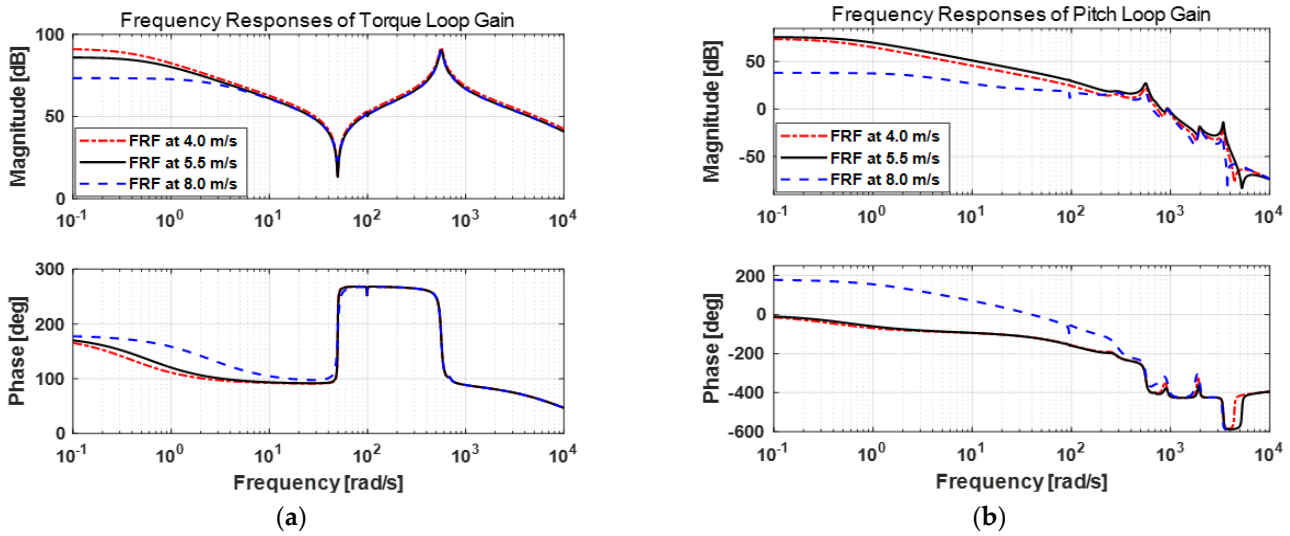 Frequency Responses of Torque Loop Gain
Magnitude [dB]
100
50
0
FRF at 4.0 m/s
FRF at 5.5 m/s
FRF at 8.0 m/s
10-1 100 101 102 103 104
Phase [deg]
300
200
100
0
10-1 100 101 102 103 104
Frequency [rad/s]
(a)
Frequency Responses of Pitch Loop Gain
Magnitude [dB]
50
0
-50
FRF at 4.0 m/s
FRF at 5.5 m/s
FRF at 8.0 m/s
10-1 100 101 102 103 104
Phase [deg]
200
0
-200
-400
-600
10-1 100 101 102 103 104
Frequency [rad/s]
(b)